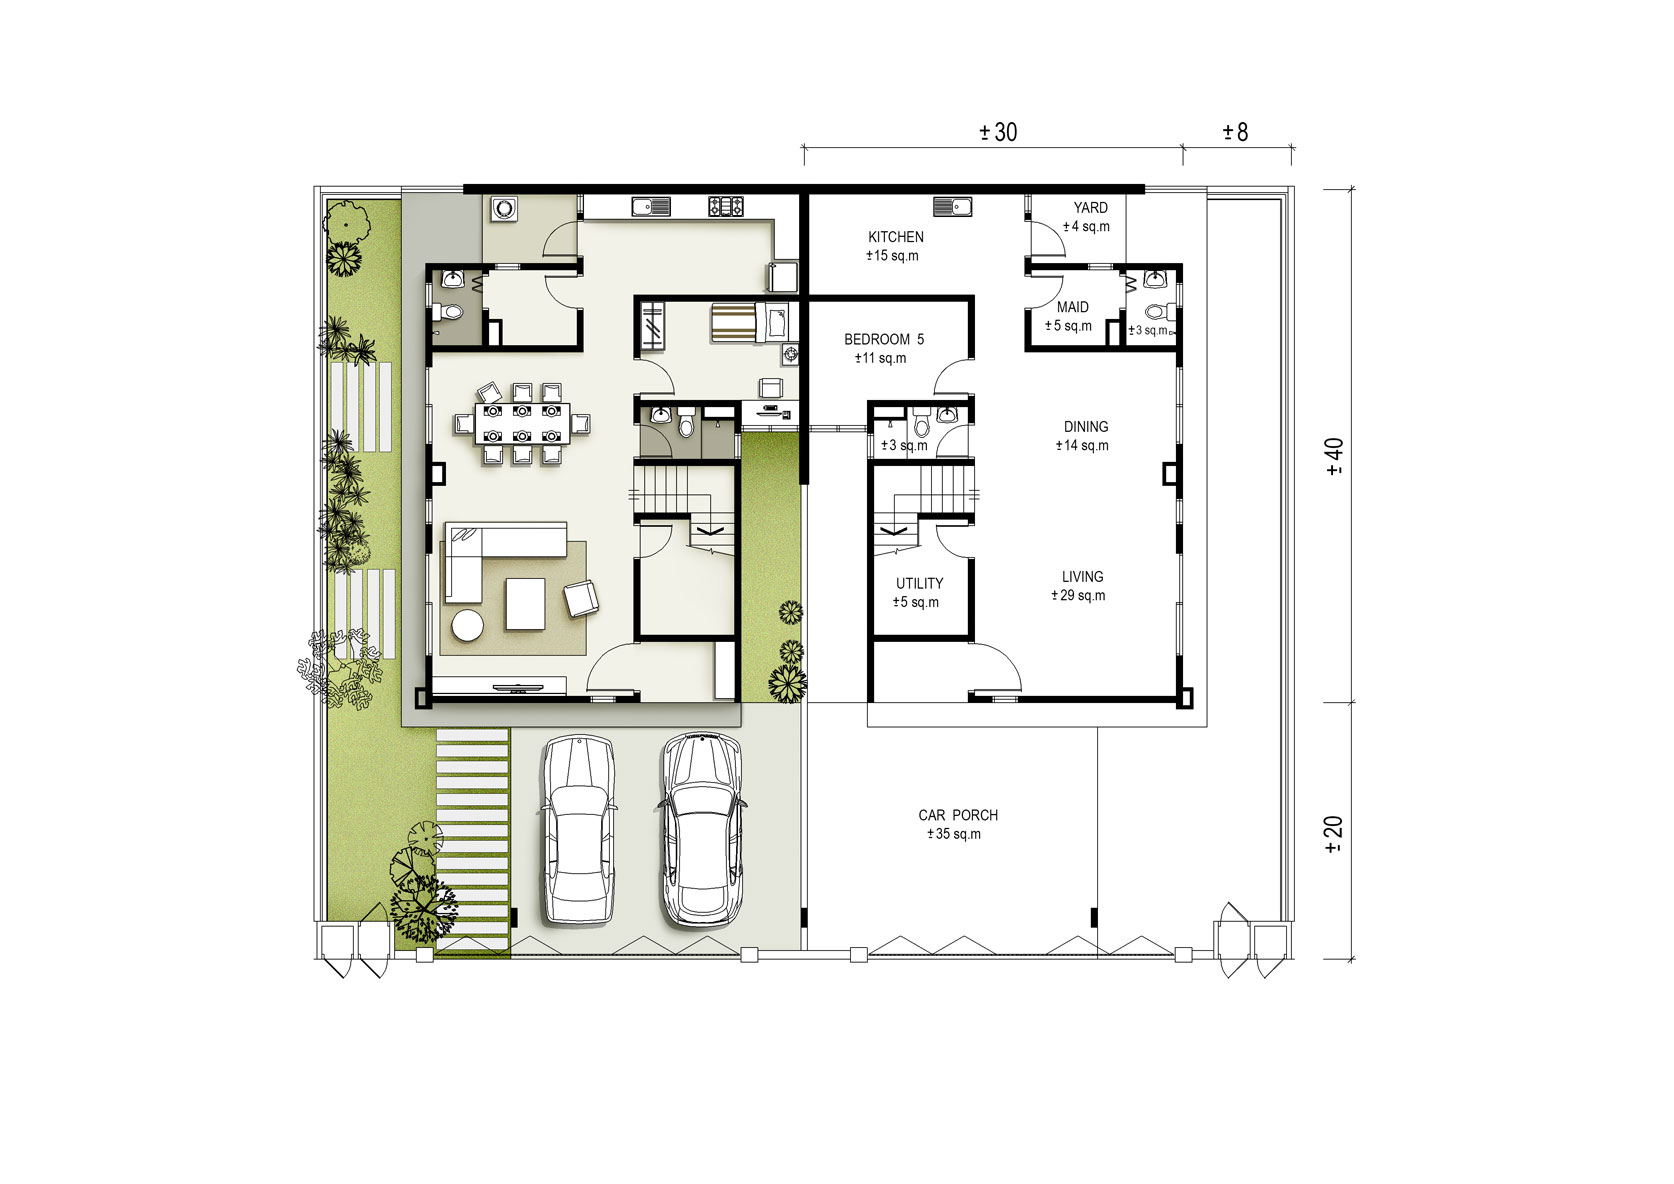 ±30
±8
YARD
±4 sq.m
KITCHEN
±15 sq.m
MAID
±5 sq.m
±3 sq.m
BEDROOM 5
±11 sq.m
DINING
±14 sq.m
±3 sq.m
±40
LIVING
±29 sq.m
UTILITY
±5 sq.m
CAR PORCH
±35 sq.m
±20